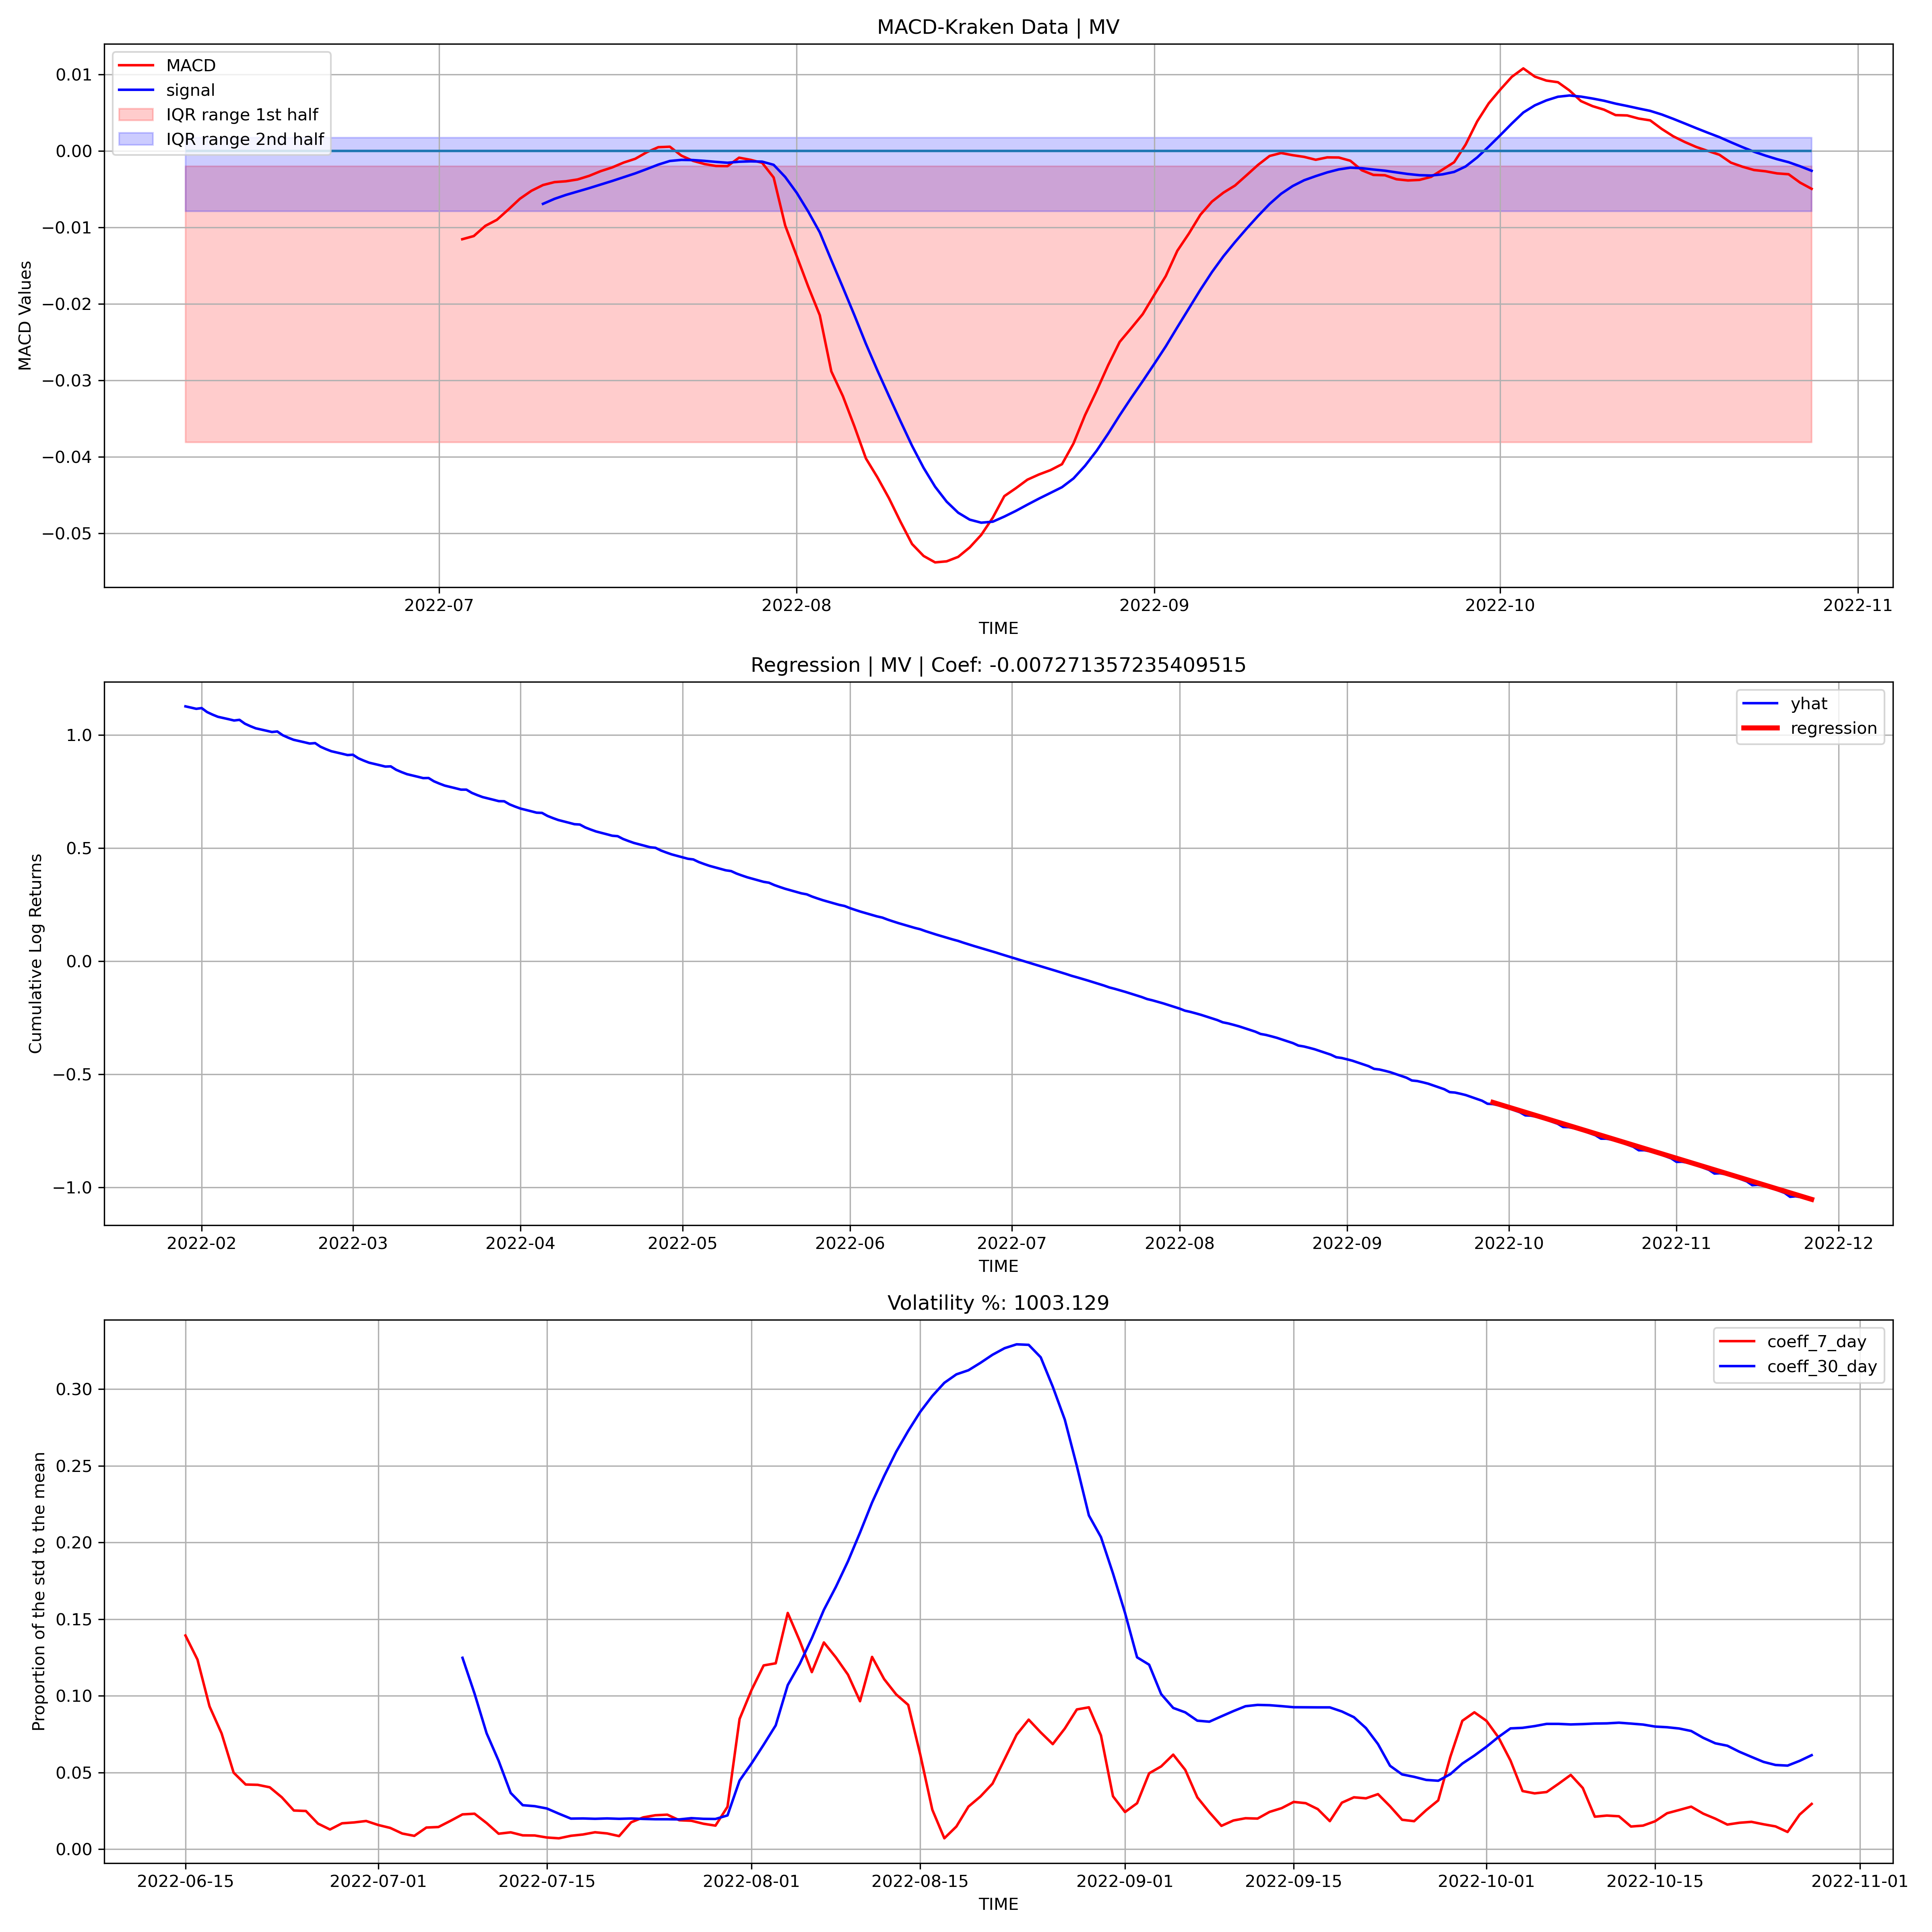 MACD-Kraken Data | MV
MACD
signal
IQR range 1st half
IQR range 2nd half
0.01
0.00
−0.01
−0.02
−0.03
−0.04
−0.05
MACD Values
2022-07 2022-08 2022-09 2022-10 2022-11
TIME
Regression | MV | Coef: -0.007271357235409515
yhat
regression
1.0
0.5
0.0
−0.5
−1.0
Cumulative Log Returns
2022-02 2022-03 2022-04 2022-05 2022-06 2022-07 2022-08 2022-09 2022-10 2022-11 2022-12
TIME
Volatility %: 1003.129
coeff_7_day
coeff_30_day
0.30
0.25
0.20
0.15
0.10
0.05
0.00
Proportion of the std to the mean
2022-06-15 2022-07-01 2022-07-15 2022-08-01 2022-08-15 2022-09-01 2022-09-15 2022-10-01 2022-10-15 2022-11-01
TIME